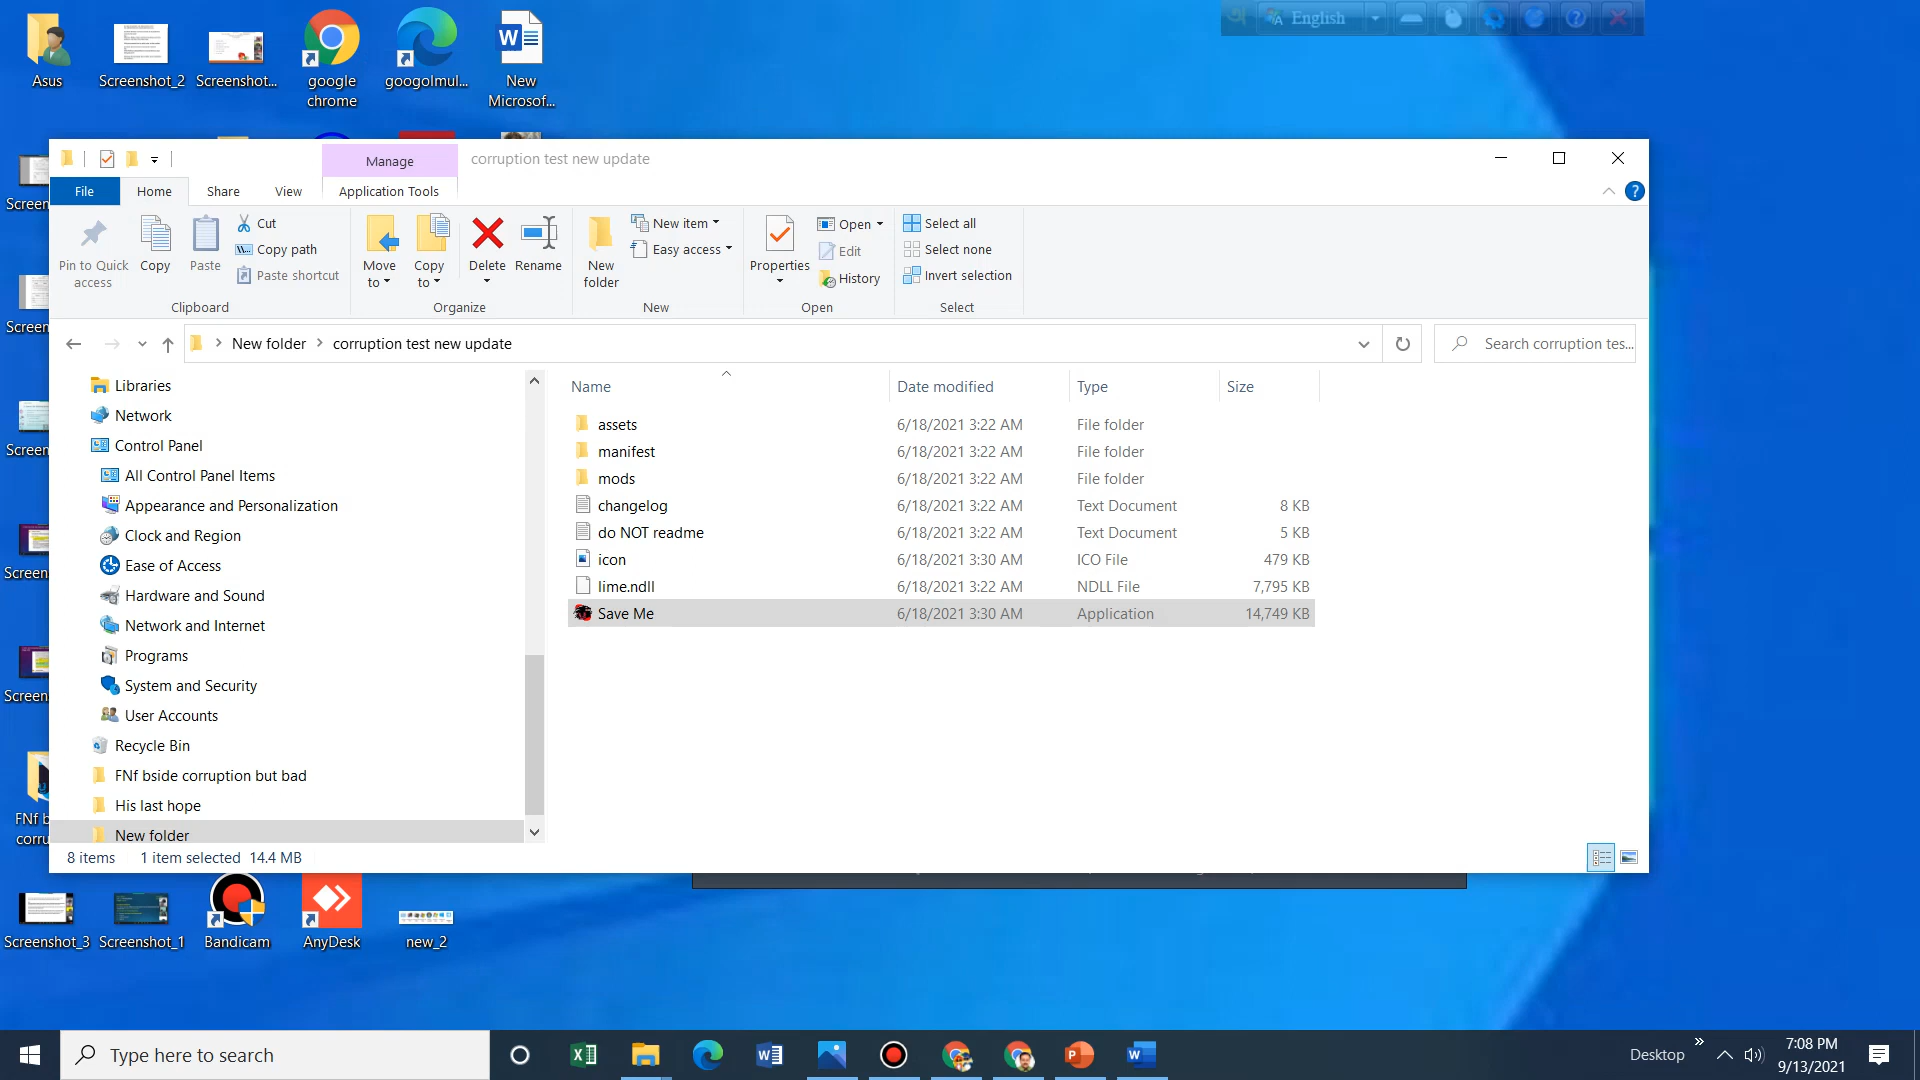 English
Asus
Screenshot_2
Screenshot...
google
chrome
googolmul...
New
Microsof...
Manage
corruption test new update
File
Home
Share
View
Application Tools
Pin to Quick
access
Copy
Paste
Cut
Copy path
Paste shortcut
Clipboard
Move
to
Copy
to
Delete
Rename
Organize
New
folder
New item
Easy access
New
Properties
Open
Edit
History
Open
Select all
Select none
Invert selection
Select
New folder
corruption test new update
Search corruption tes...
Libraries
Network
Control Panel
All Control Panel Items
Appearance and Personalization
Clock and Region
Ease of Access
Hardware and Sound
Network and Internet
Programs
System and Security
User Accounts
Recycle Bin
FNf bside corruption but bad
His last hope
New folder
Name Date modified Type Size
assets 6/18/2021 3:22 AM File folder
manifest 6/18/2021 3:22 AM File folder
mods 6/18/2021 3:22 AM File folder
changelog 6/18/2021 3:22 AM Text Document 8 KB
do NOT readme 6/18/2021 3:22 AM Text Document 5 KB
icon 6/18/2021 3:30 AM ICO File 479 KB
lime.ndll 6/18/2021 3:22 AM NDLL File 7,795 KB
Save Me 6/18/2021 3:30 AM Application 14,749 KB
8 items 1 item selected 14.4 MB
Screen
Screen
Screen
Screen
Screen
FNf b
corru
Screenshot_3
Screenshot_1
Bandicam
AnyDesk
new_2
Type here to search
Desktop
7:08 PM
9/13/2021